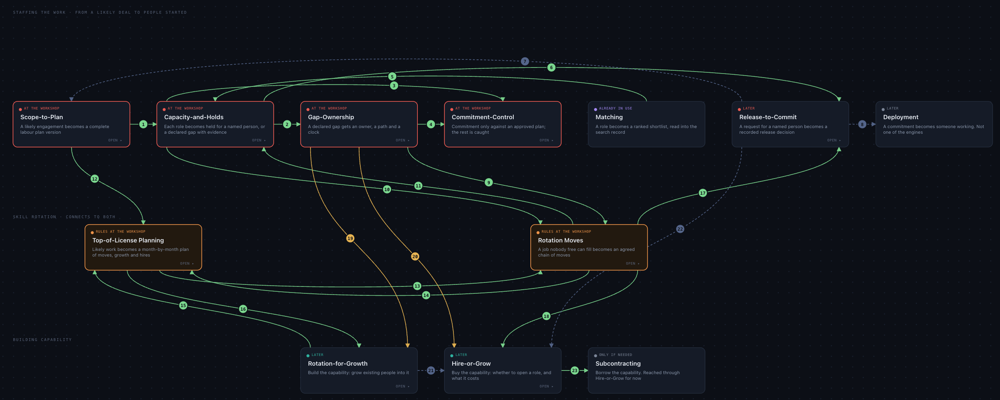 STAFFING THE WORK · FROM A LIKELY DEAL TO PEOPLE STARTED
7
6
5
3
AT THE WORKSHOP
Scope-to-Plan
A likely engagement becomes a complete
labour plan version
OPEN ▸
1
AT THE WORKSHOP
Capacity-and-Holds
Each role becomes held for a named person, or
a declared gap with evidence
OPEN ▸
2
AT THE WORKSHOP
Gap-Ownership
A declared gap gets an owner, a path and a
clock
OPEN ▸
4
AT THE WORKSHOP
Commitment-Control
Commitment only against an approved plan;
the rest is caught
OPEN ▸
ALREADY IN USE
Matching
A role becomes a ranked shortlist, read into the
search record
LATER
Release-to-Commit
A request for a named person becomes a
recorded release decision
OPEN ▸
8
LATER
Deployment
A commitment becomes someone working. Not
one of the engines
12
10
11
9
17
SKILL ROTATION · CONNECTS TO BOTH
22
RULES AT THE WORKSHOP
Top-of-License Planning
Likely work becomes a month-by-month plan
of moves, growth and hires
OPEN ▸
19
20
RULES AT THE WORKSHOP
Rotation Moves
A job nobody free can fill becomes an agreed
chain of moves
OPEN ▸
13
14
15
16
18
BUILDING CAPABILITY
LATER
Rotation-for-Growth
Build the capability: grow existing people into it
OPEN ▸
21
LATER
Hire-or-Grow
Buy the capability: whether to open a role, and
what it costs
OPEN ▸
23
ONLY IF NEEDED
Subcontracting
Borrow the capability. Reached through
Hire-or-Grow for now